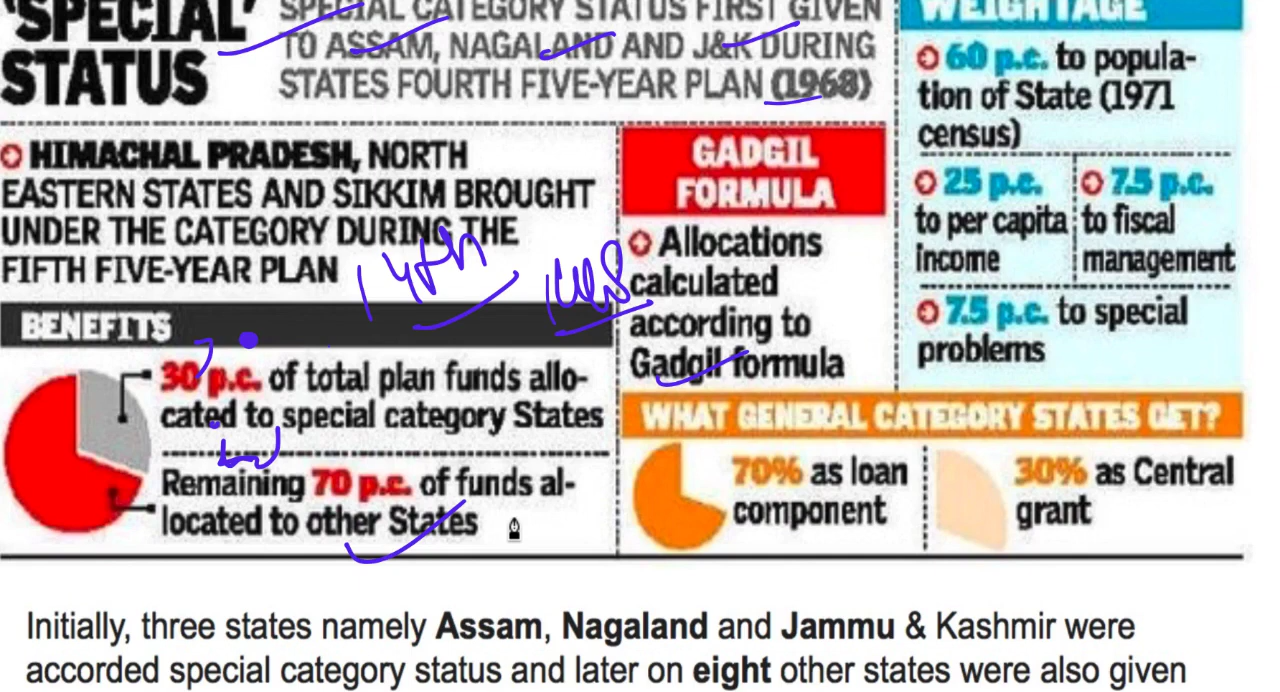 'SPECIAL'
STATUS
SPECIAL CATEGORY STATUS FIRST GIVEN
TO ASSAM, NAGALAND AND J&K DURING
STATES FOURTH FIVE-YEAR PLAN (1968)
HIMACHAL PRADESH, NORTH
EASTERN STATES AND SIKKIM BROUGHT
UNDER THE CATEGORY DURING THE
FIFTH FIVE-YEAR PLAN
14th
BENEFITS
30 p.c. of total plan funds allo-
cated to special category States
Remaining 70 p.c. of funds al-
located to other States
GADGIL
FORMULA
Allocations
calculated
according to
Gadgil formula
WEIGHTAGE
60 p.c. to popula-
tion of State (1971
census)
25 p.c.
to per capita
income
7.5 p.c.
to fiscal
management
7.5 p.c. to special
problems
WHAT GENERAL CATEGORY STATES GET?
70% as loan
component
30% as Central
grant
Initially, three states namely Assam, Nagaland and Jammu & Kashmir were
accorded special category status and later on eight other states were also given